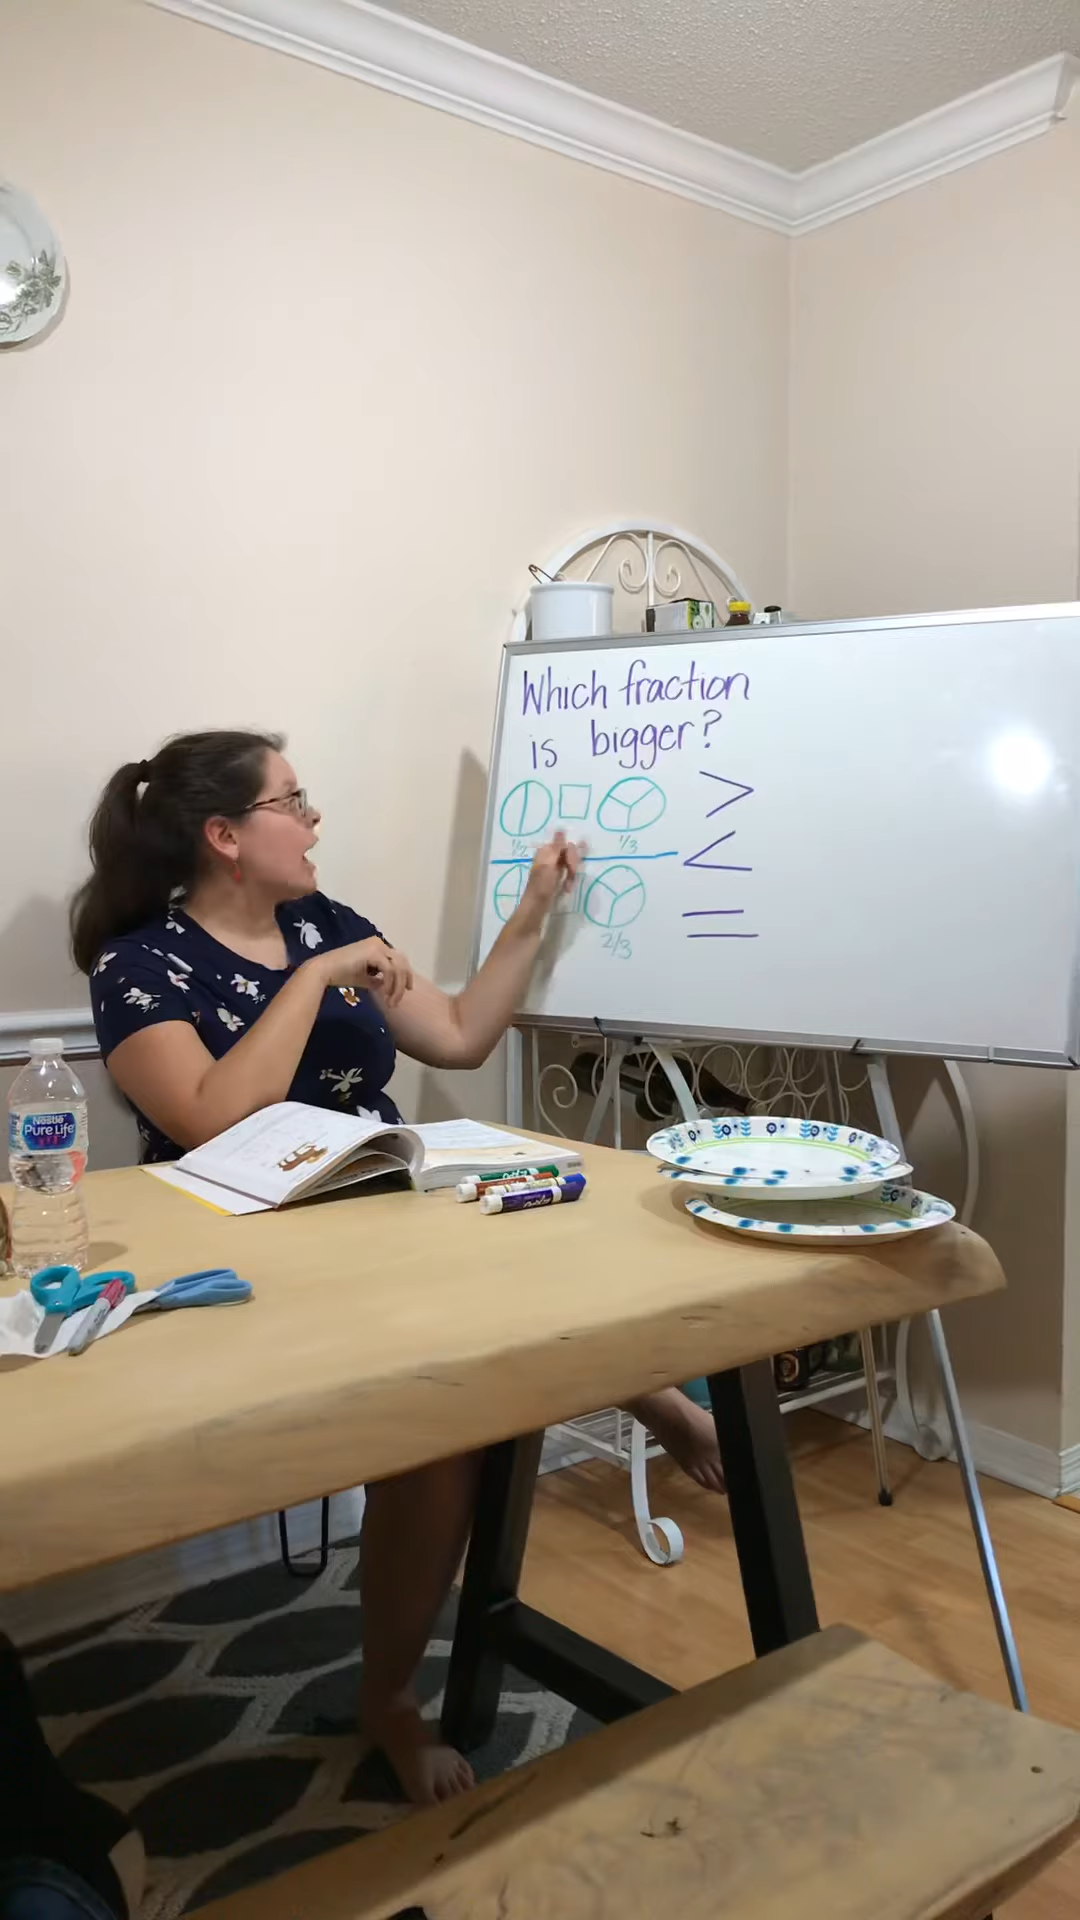 Which fraction
is bigger?
>
1/2 1/3
<
=
2/3
Nestlé
Pure Life